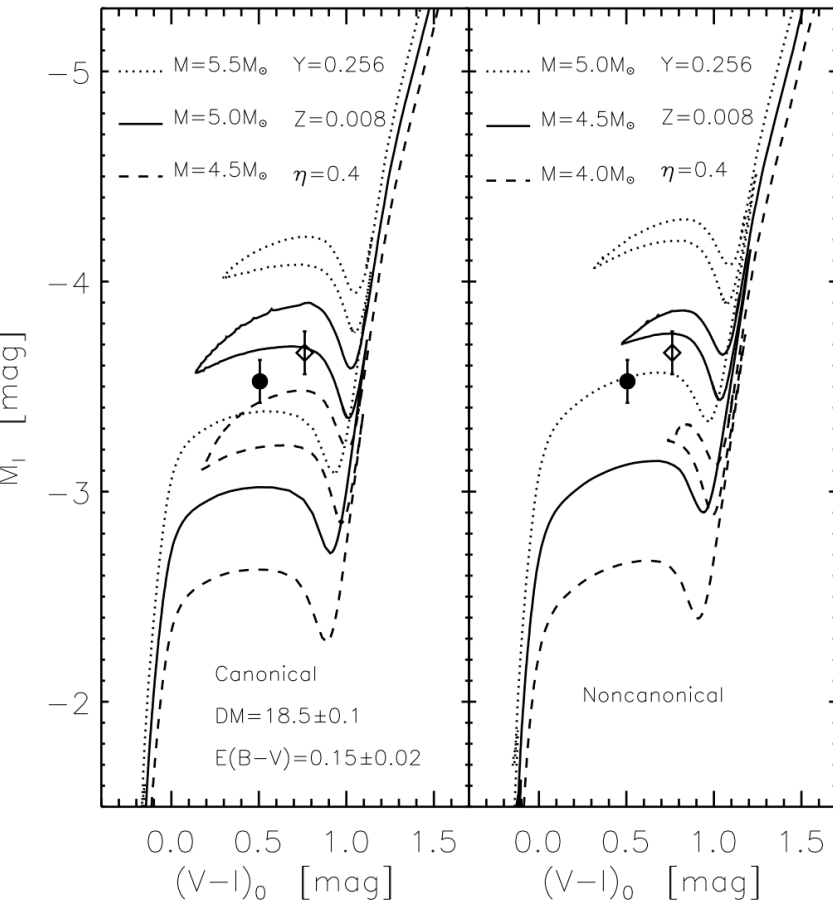 M=5.5M☉ Y=0.256
M=5.0M☉ Z=0.008
M=4.5M☉ η=0.4
M=5.0M☉ Y=0.256
M=4.5M☉ Z=0.008
M=4.0M☉ η=0.4
−5
−4
−3
−2
M_I [mag]
Canonical
DM=18.5±0.1
E(B−V)=0.15±0.02
Noncanonical
0.0 0.5 1.0 1.5
0.0 0.5 1.0 1.5
(V−I)₀ [mag]
(V−I)₀ [mag]